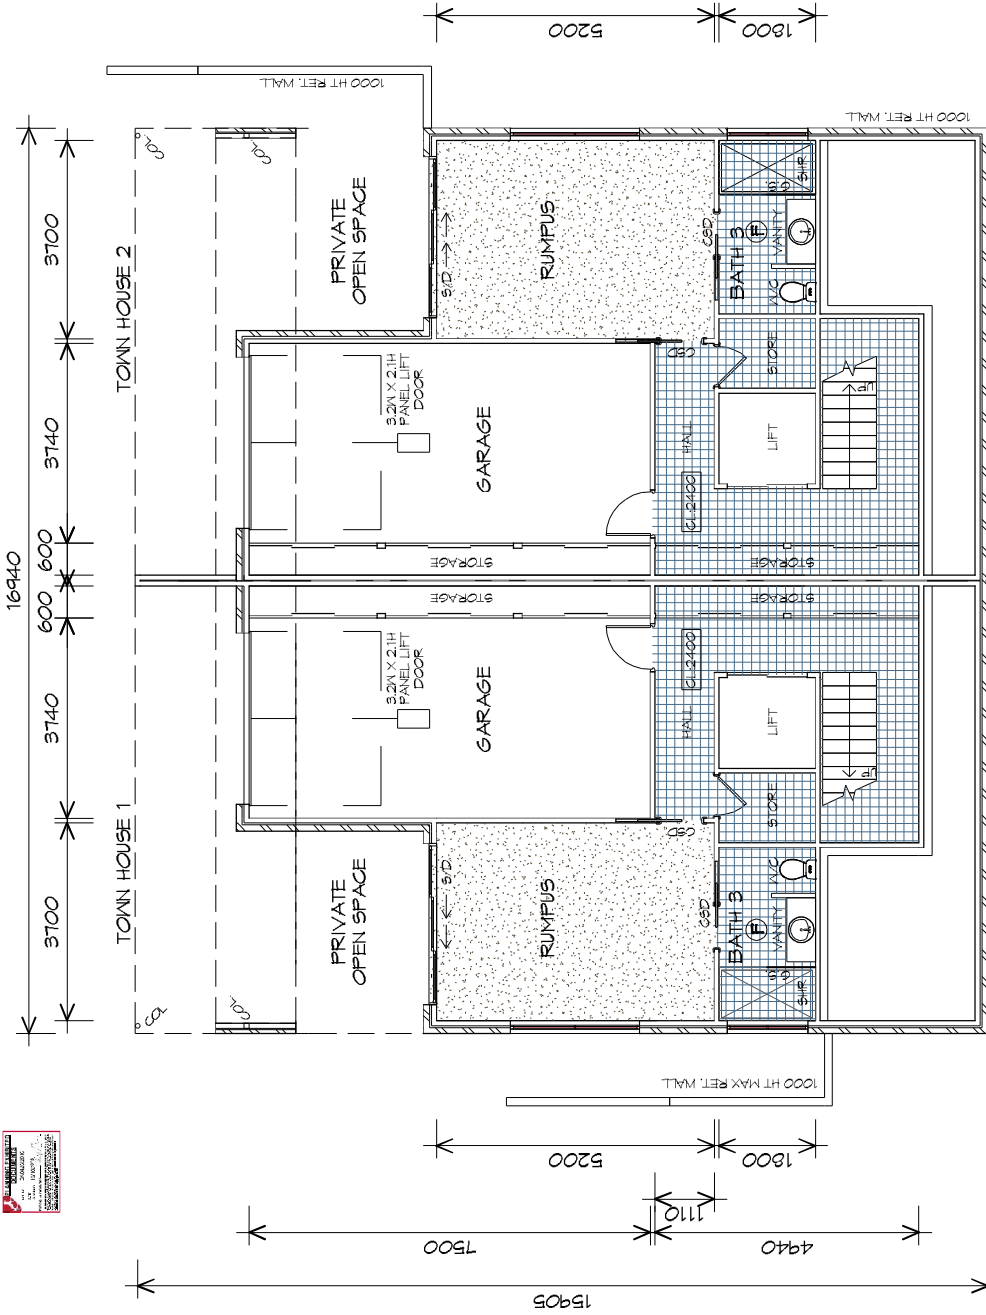 5200
1800
1000 HT RET. WALL
1000 HT RET. WALL
COL
COL
3700
TOWN HOUSE 2
PRIVATE
OPEN SPACE
S/D
RUMPUS
CSD
BATH 3
F
SHR
VANITY
W/C
CSD
STORE
3740
3.2W X 2.1H
PANEL LIFT
DOOR
GARAGE
HALL
LIFT
UP
CL:2400
16940
600
STORAGE
STORAGE
600
STORAGE
STORAGE
3740
3.2W X 2.1H
PANEL LIFT
DOOR
GARAGE
CL:2400
HALL
LIFT
UP
STORE
CSD
3700
TOWN HOUSE 1
PRIVATE
OPEN SPACE
S/D
RUMPUS
CSD
BATH 3
F
W/C
VANITY
SHR
COL
COL
1000 HT MAX RET. WALL
PLANNING EXHIBITED
DOCUMENTS
5200
1800
1110
7500
4940
15905